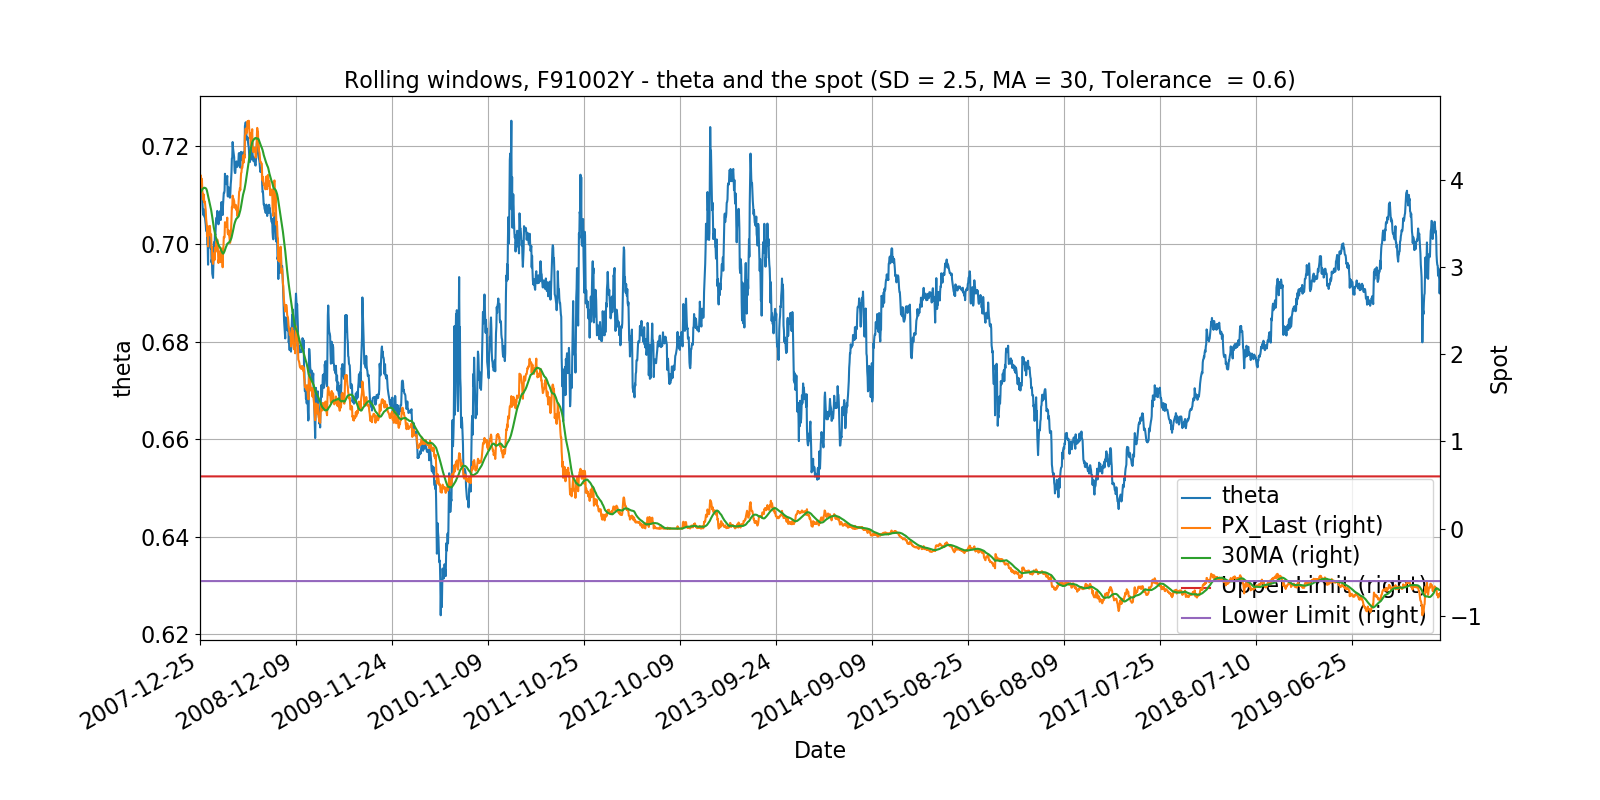 Rolling windows, F91002Y - theta and the spot (SD = 2.5, MA = 30, Tolerance  = 0.6)
0.72
0.70
0.68
0.66
0.64
0.62
theta
4
3
2
1
0
−1
Spot
theta
PX_Last (right)
30MA (right)
Upper Limit (right)
Lower Limit (right)
2007-12-25
2008-12-09
2009-11-24
2010-11-09
2011-10-25
2012-10-09
2013-09-24
2014-09-09
2015-08-25
2016-08-09
2017-07-25
2018-07-10
2019-06-25
Date